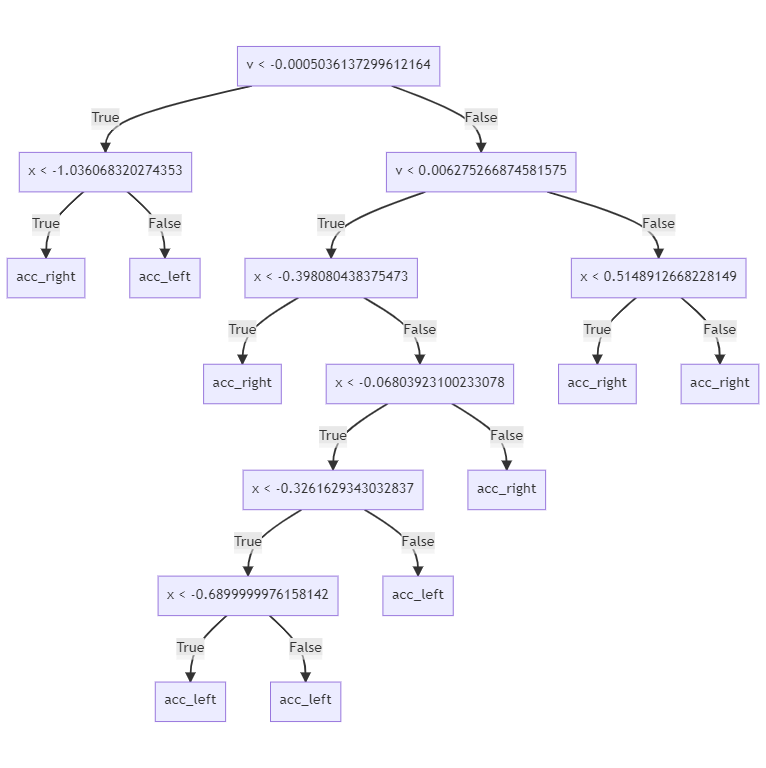 v < -0.0005036137299612164
True
False
x < -1.036068320274353
v < 0.006275266874581575
True
False
True
False
acc_right
acc_left
x < -0.398080438375473
x < 0.5148912668228149
True
False
True
False
acc_right
x < -0.06803923100233078
acc_right
acc_right
True
False
x < -0.3261629343032837
acc_right
True
False
x < -0.6899999976158142
acc_left
True
False
acc_left
acc_left